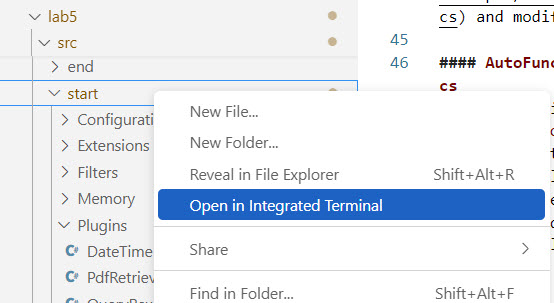 lab5
src
end
start
Configurati
Extensions
Filters
Memory
Plugins
DateTime
PdfRetriev
New File...
New Folder...
Reveal in File Explorer Shift+Alt+R
Open in Integrated Terminal
Share
Find in Folder... Shift+Alt+F
cs) and modif
45
46 #### AutoFunc
cs